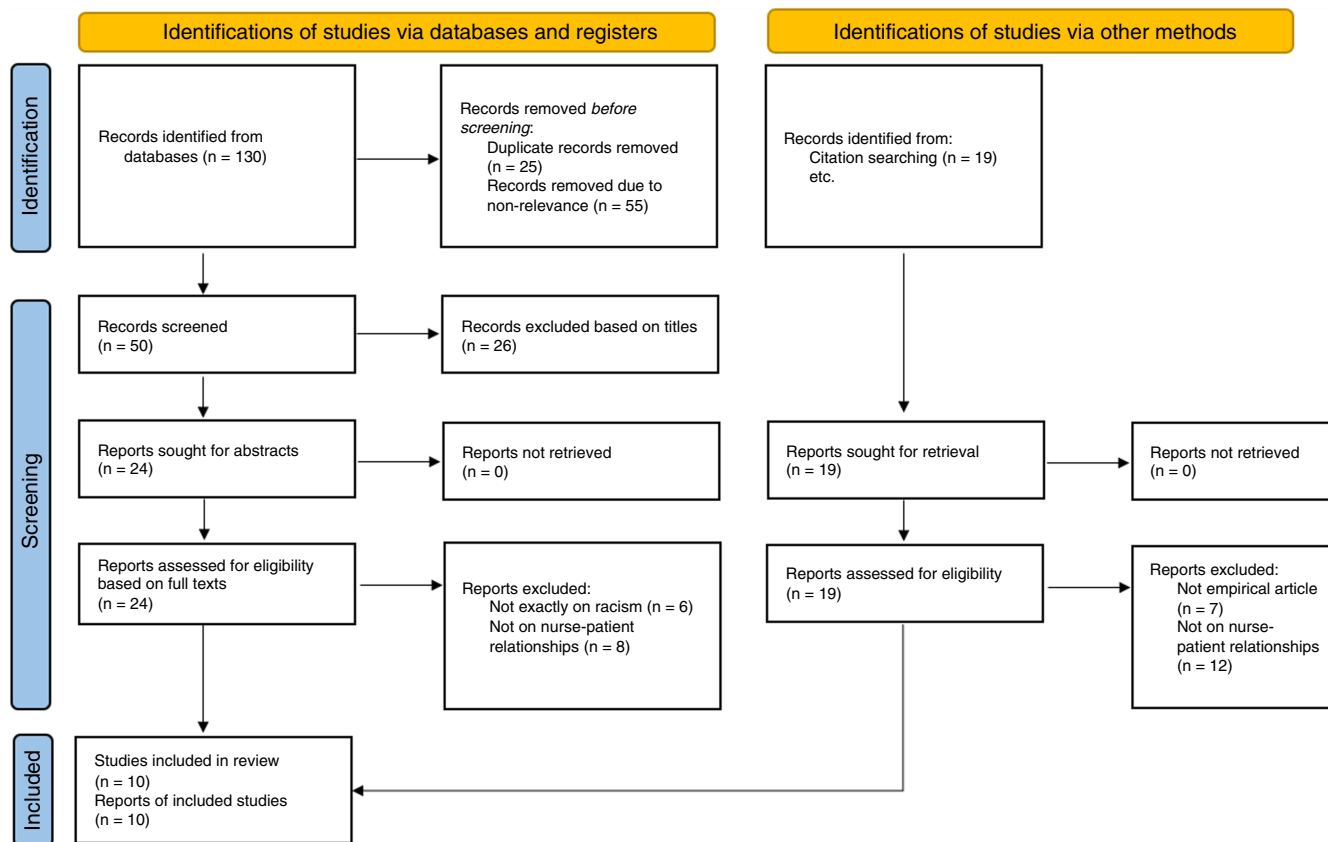 Identifications of studies via databases and registers
Identifications of studies via other methods
Identification
Records identified from
databases (n = 130)
Records removed before
screening:
Duplicate records removed
(n = 25)
Records removed due to
non-relevance (n = 55)
Records identified from:
Citation searching (n = 19)
etc.
Screening
Records screened
(n = 50)
Records excluded based on titles
(n = 26)
Reports sought for abstracts
(n = 24)
Reports not retrieved
(n = 0)
Reports sought for retrieval
(n = 19)
Reports not retrieved
(n = 0)
Reports assessed for eligibility
based on full texts
(n = 24)
Reports excluded:
Not exactly on racism (n = 6)
Not on nurse-patient
relationships (n = 8)
Reports assessed for eligibility
(n = 19)
Reports excluded:
Not empirical article
(n = 7)
Not on nurse-
patient relationships
(n = 12)
Included
Studies included in review
(n = 10)
Reports of included studies
(n = 10)